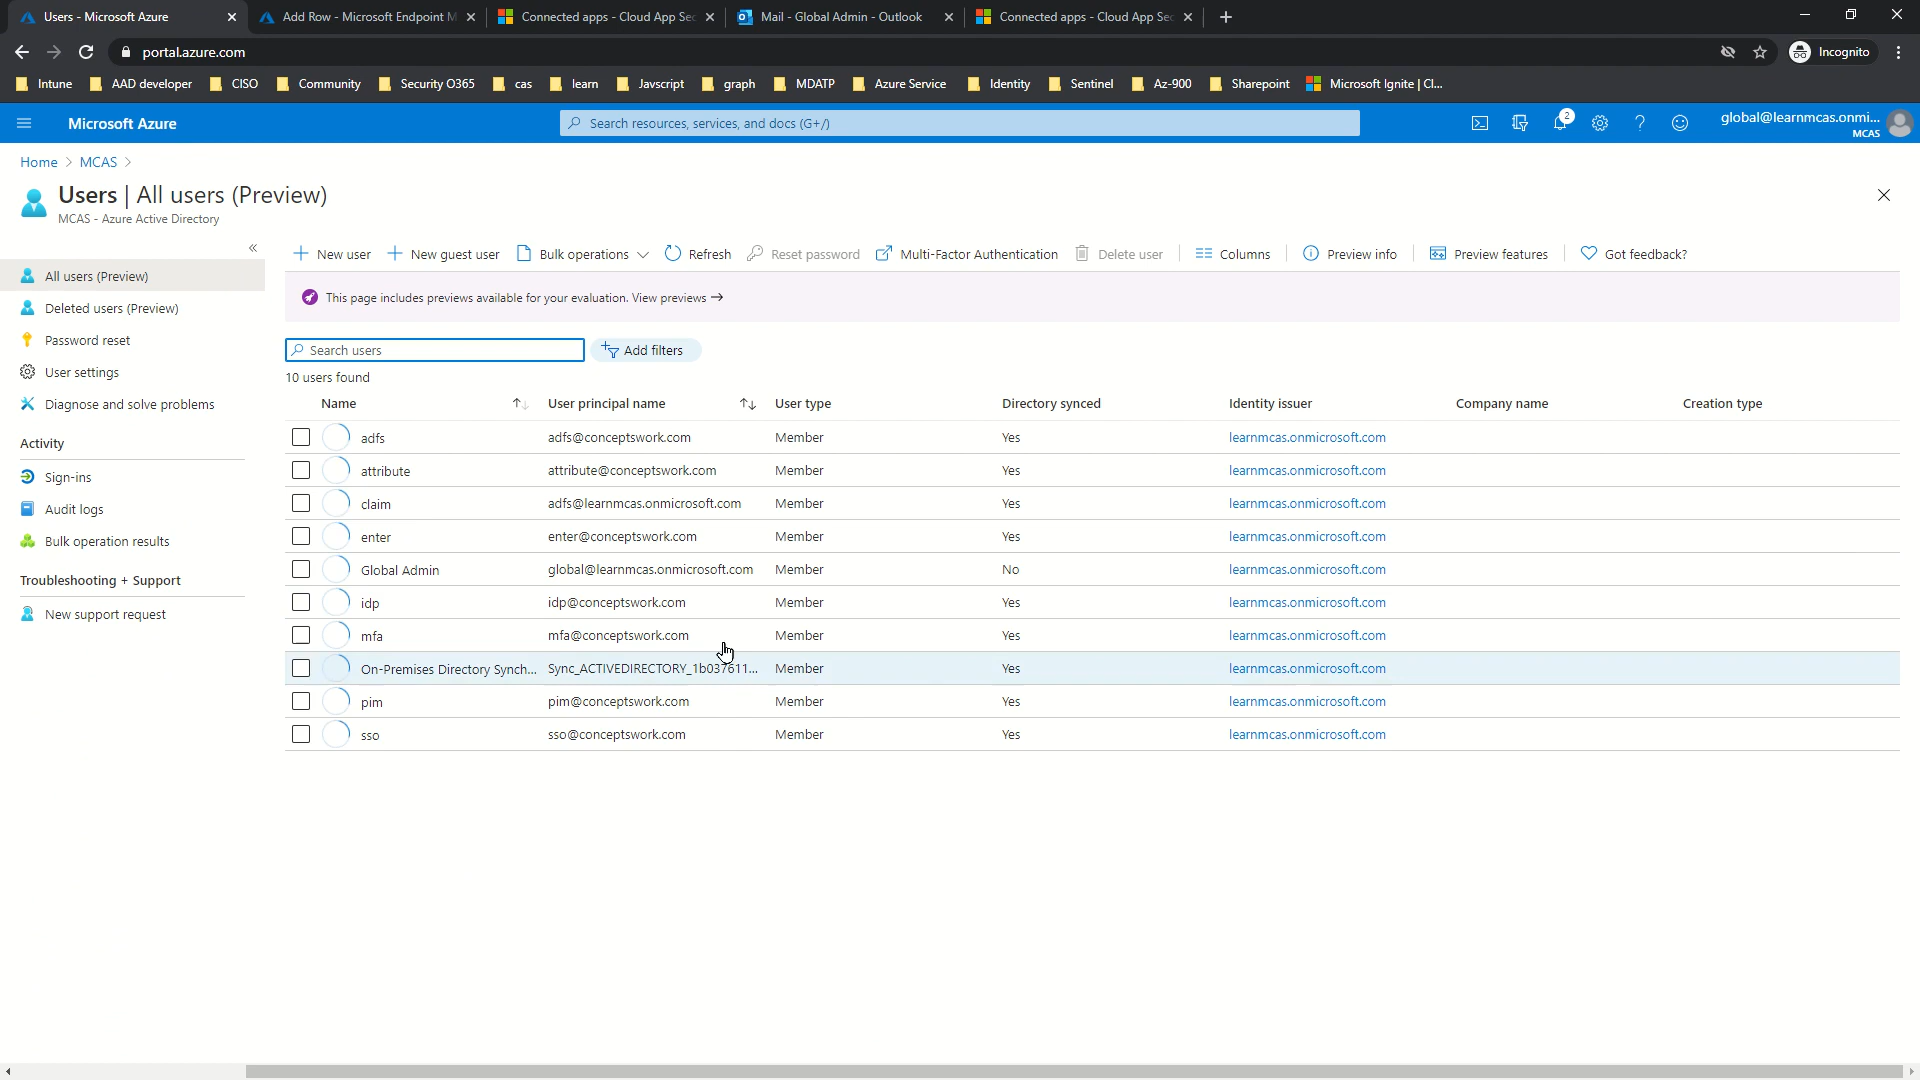 Users - Microsoft Azure
Add Row - Microsoft Endpoint M
Connected apps - Cloud App Sec
Mail - Global Admin - Outlook
Connected apps - Cloud App Sec
portal.azure.com
Incognito
Intune
AAD developer
CISO
Community
Security O365
cas
learn
Javscript
graph
MDATP
Azure Service
Identity
Sentinel
Az-900
Sharepoint
Microsoft Ignite | Cl...
Microsoft Azure
Search resources, services, and docs (G+/)
2
global@learnmcas.onmi...
MCAS
Home > MCAS >
Users | All users (Preview)
MCAS - Azure Active Directory
All users (Preview)
Deleted users (Preview)
Password reset
User settings
Diagnose and solve problems
Activity
Sign-ins
Audit logs
Bulk operation results
Troubleshooting + Support
New support request
New user
New guest user
Bulk operations
Refresh
Reset password
Multi-Factor Authentication
Delete user
Columns
Preview info
Preview features
Got feedback?
This page includes previews available for your evaluation. View previews →
Search users
Add filters
10 users found
Name User principal name User type Directory synced Identity issuer Company name Creation type
adfs adfs@conceptswork.com Member Yes learnmcas.onmicrosoft.com
attribute attribute@conceptswork.com Member Yes learnmcas.onmicrosoft.com
claim adfs@learnmcas.onmicrosoft.com Member Yes learnmcas.onmicrosoft.com
enter enter@conceptswork.com Member Yes learnmcas.onmicrosoft.com
Global Admin global@learnmcas.onmicrosoft.com Member No learnmcas.onmicrosoft.com
idp idp@conceptswork.com Member Yes learnmcas.onmicrosoft.com
mfa mfa@conceptswork.com Member Yes learnmcas.onmicrosoft.com
On-Premises Directory Synch... Sync_ACTIVEDIRECTORY_1b037611... Member Yes learnmcas.onmicrosoft.com
pim pim@conceptswork.com Member Yes learnmcas.onmicrosoft.com
sso sso@conceptswork.com Member Yes learnmcas.onmicrosoft.com